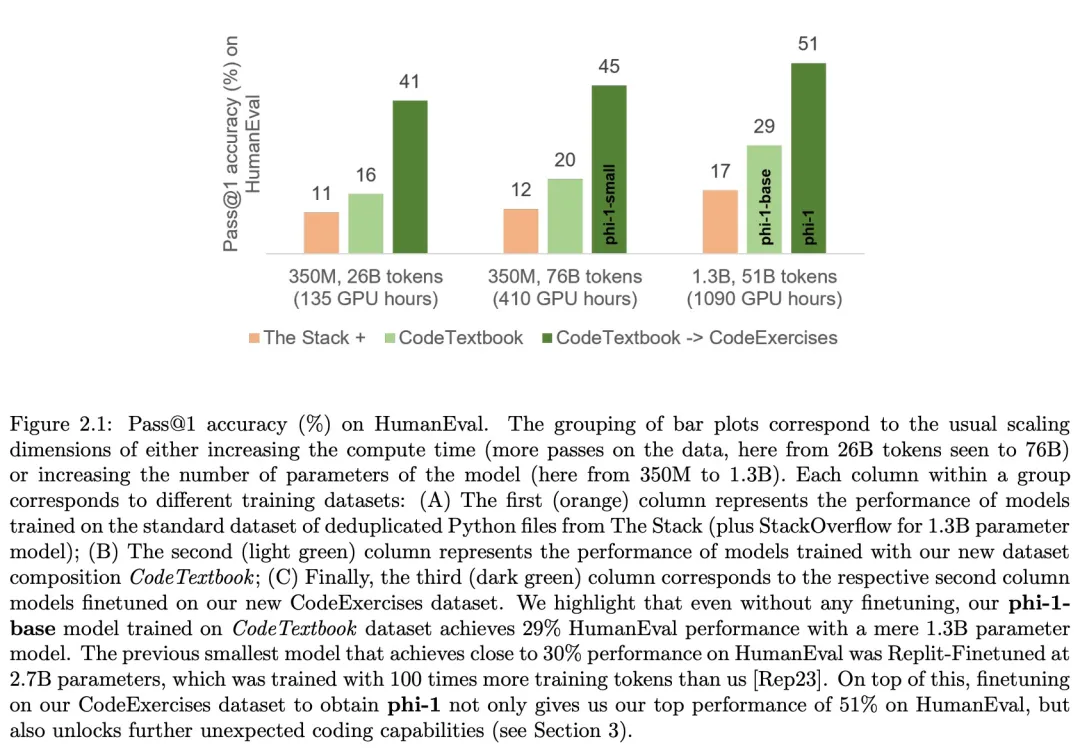 Pass@1 accuracy (%) on
HumanEval
11
16
41
12
20
45
phi-1-small
17
29
phi-1-base
51
phi-1
350M, 26B tokens
(135 GPU hours)
350M, 76B tokens
(410 GPU hours)
1.3B, 51B tokens
(1090 GPU hours)
The Stack +
CodeTextbook
CodeTextbook -> CodeExercises
Figure 2.1: Pass@1 accuracy (%) on HumanEval. The grouping of bar plots correspond to the usual scaling
dimensions of either increasing the compute time (more passes on the data, here from 26B tokens seen to 76B)
or increasing the number of parameters of the model (here from 350M to 1.3B). Each column within a group
corresponds to different training datasets: (A) The first (orange) column represents the performance of models
trained on the standard dataset of deduplicated Python files from The Stack (plus StackOverflow for 1.3B parameter
model); (B) The second (light green) column represents the performance of models trained with our new dataset
composition CodeTextbook; (C) Finally, the third (dark green) column corresponds to the respective second column
models finetuned on our new CodeExercises dataset. We highlight that even without any finetuning, our phi-1-
base model trained on CodeTextbook dataset achieves 29% HumanEval performance with a mere 1.3B parameter
model. The previous smallest model that achieves close to 30% performance on HumanEval was Replit-Finetuned at
2.7B parameters, which was trained with 100 times more training tokens than us [Rep23]. On top of this, finetuning
on our CodeExercises dataset to obtain phi-1 not only gives us our top performance of 51% on HumanEval, but
also unlocks further unexpected coding capabilities (see Section 3).